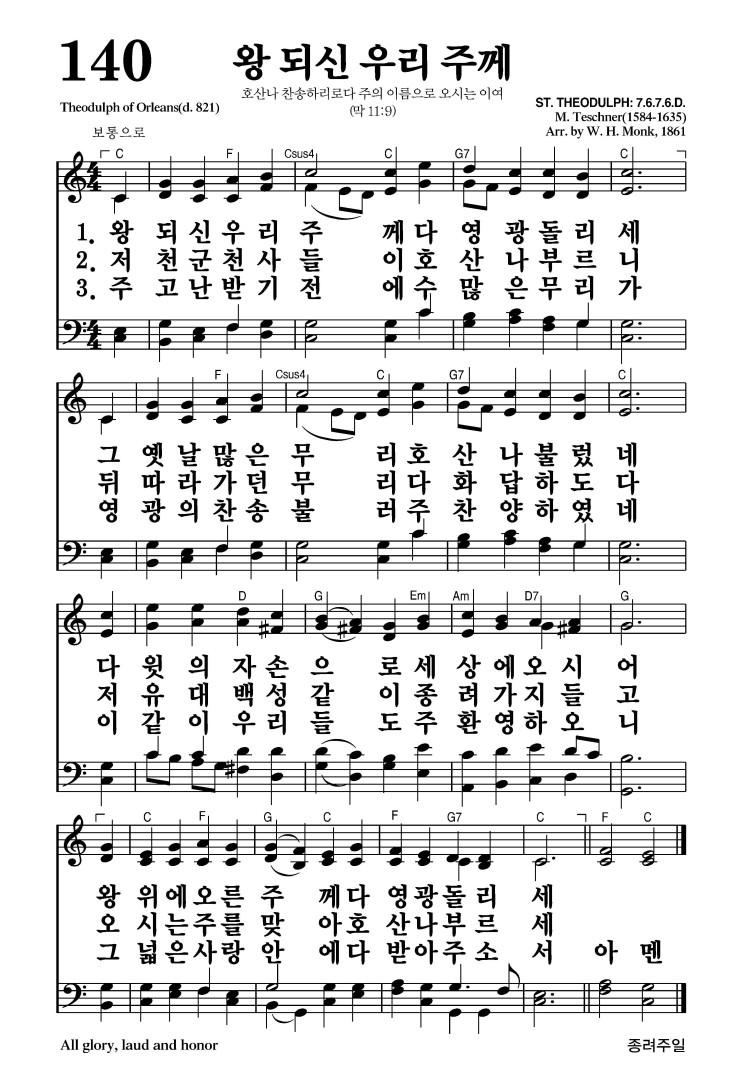 140
왕 되신 우리 주께
호산나 찬송하리로다 주의 이름으로 오시는 이여
(막 11:9)
Theodulph of Orleans(d. 821)
보통으로
ST. THEODULPH: 7.6.7.6.D.
M. Teschner(1584-1635)
Arr. by W. H. Monk, 1861
C F Csus4 C G7 C
1. 왕 되 신 우 리 주 께 다 영 광 돌 리 세
2. 저 천 군 천 사 들 이 호 산 나 부 르 니
3. 주 고 난 받 기 전 에 수 많 은 무 리 가
F Csus4 C G7 C
그 옛 날 많 은 무 리 호 산 나 불 렀 네
뒤 따 라 가 던 무 리 다 화 답 하 도 다
영 광 의 찬 송 불 러 주 찬 양 하 였 네
D G Em Am D7 G
다 윗 의 자 손 으 로 세 상 에 오 시 어
저 유 대 백 성 같 이 종 려 가 지 들 고
이 같 이 우 리 들 도 주 환 영 하 오 니
C F G C F G7 C F C
왕 위 에 오 른 주 께 다 영 광 돌 리 세
오 시 는 주 를 맞 아 호 산 나 부 르 세
그 넓 은 사 랑 안 에 다 받 아 주 소 서 아 멘
All glory, laud and honor
종려주일